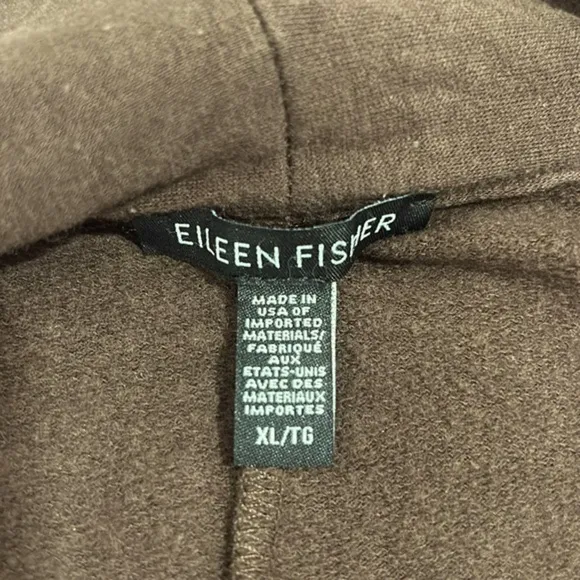 EILEEN FISHER
MADE IN
USA OF
IMPORTED
MATERIALS/
FABRIQUÉ
AUX
ETATS-UNIS
AVEC DES
MATERIAUX
IMPORTES
XL/TG